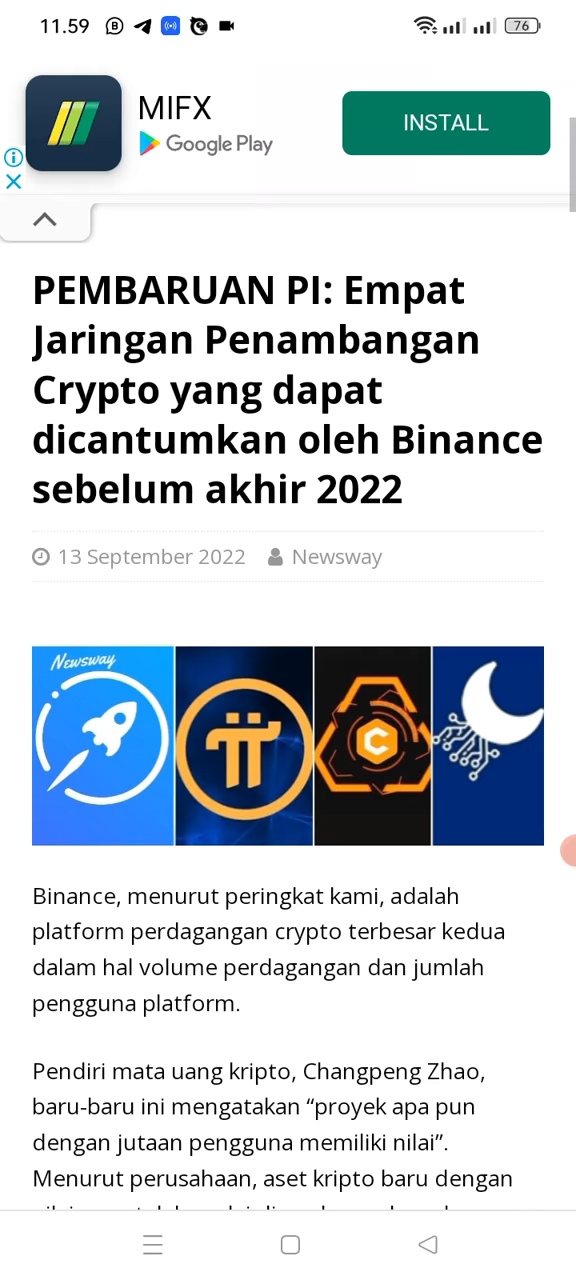 11.59
76
MIFX
Google Play
INSTALL
PEMBARUAN PI: Empat
Jaringan Penambangan
Crypto yang dapat
dicantumkan oleh Binance
sebelum akhir 2022
13 September 2022 Newsway
Newsway
Binance, menurut peringkat kami, adalah
platform perdagangan crypto terbesar kedua
dalam hal volume perdagangan dan jumlah
pengguna platform.
Pendiri mata uang kripto, Changpeng Zhao,
baru-baru ini mengatakan “proyek apa pun
dengan jutaan pengguna memiliki nilai”.
Menurut perusahaan, aset kripto baru dengan